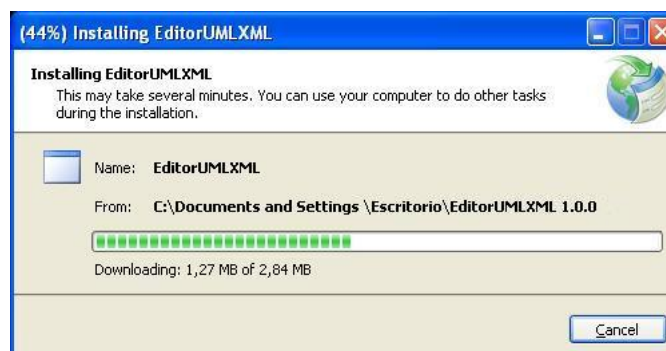 (44%) Installing EditorUMLXML
Installing EditorUMLXML
This may take several minutes. You can use your computer to do other tasks
during the installation.
Name: EditorUMLXML
From: C:\Documents and Settings \Escritorio\EditorUMLXML 1.0.0
Downloading: 1,27 MB of 2,84 MB
Cancel